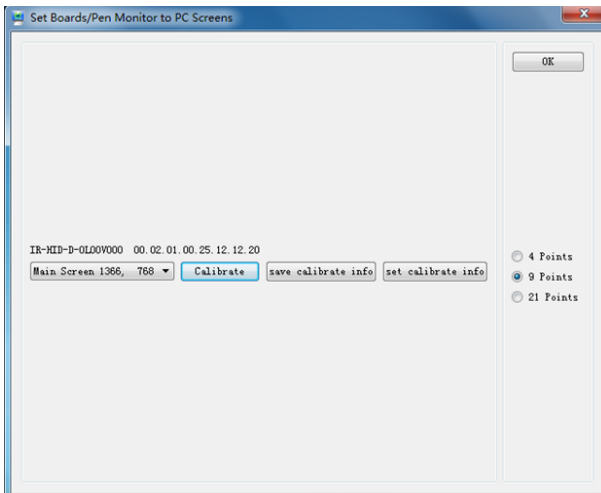 Set Boards/Pen Monitor to PC Screens
OK
IR-HID-D-OL00V000 00.02.01.00.25.12.12.20
Main Screen 1366, 768
Calibrate
save calibrate info
set calibrate info
4 Points
9 Points
21 Points